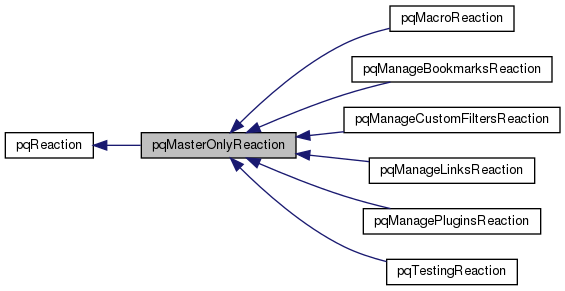 pqMacroReaction
pqManageBookmarksReaction
pqManageCustomFiltersReaction
pqReaction
pqMasterOnlyReaction
pqManageLinksReaction
pqManagePluginsReaction
pqTestingReaction